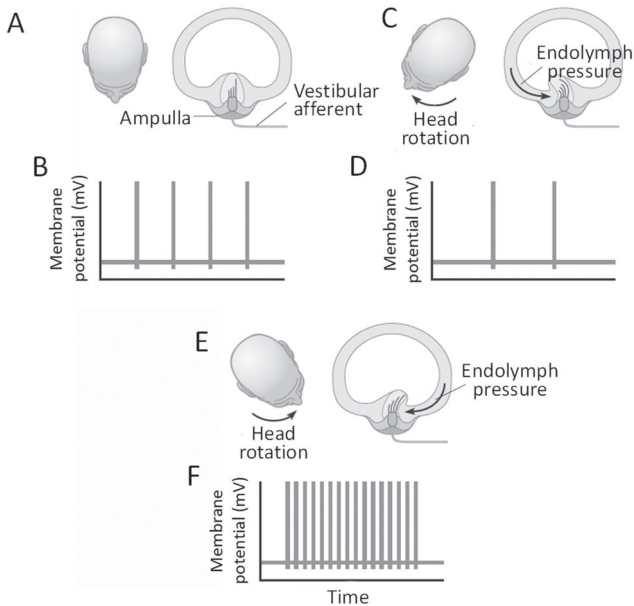 A
Ampulla
Vestibular
afferent
C
Endolymph
pressure
Head
rotation
B
Membrane
potential (mV)
D
Membrane
potential (mV)
E
Endolymph
pressure
Head
rotation
F
Membrane
potential (mV)
Time